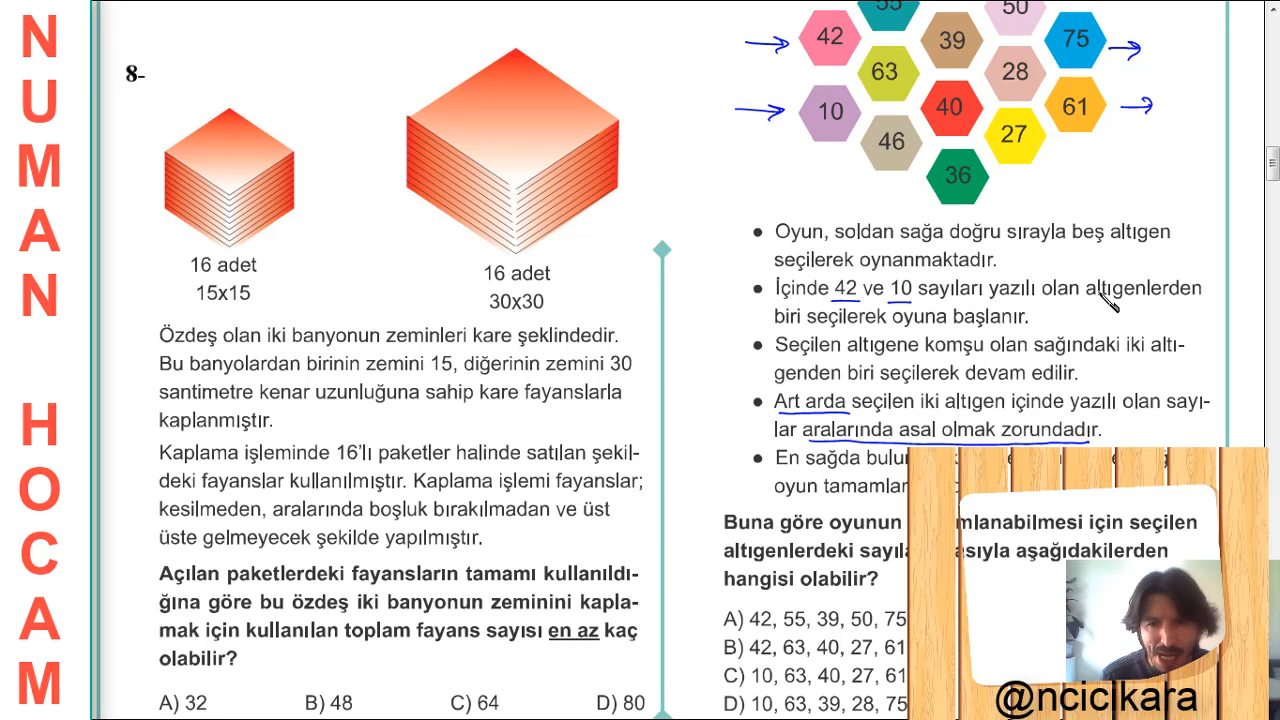 NUMAN HOCAM
8-
16 adet
15x15
16 adet
30x30
Özdeş olan iki banyonun zeminleri kare şeklindedir.
Bu banyolardan birinin zemini 15, diğerinin zemini 30
santimetre kenar uzunluğuna sahip kare fayanslarla
kaplanmıştır.
Kaplama işleminde 16'lı paketler halinde satılan şekil-
deki fayanslar kullanılmıştır. Kaplama işlemi fayanslar;
kesilmeden, aralarında boşluk bırakılmadan ve üst
üste gelmeyecek şekilde yapılmıştır.
Açılan paketlerdeki fayansların tamamı kullanıldı-
ğına göre bu özdeş iki banyonun zeminini kapla-
mak için kullanılan toplam fayans sayısı en az kaç
olabilir?
A) 32 B) 48 C) 64 D) 80
55 50
42 39 75
63 28
10 40 61
46 27
36
● Oyun, soldan sağa doğru sırayla beş altıgen
seçilerek oynanmaktadır.
● İçinde 42 ve 10 sayıları yazılı olan altıgenlerden
biri seçilerek oyuna başlanır.
● Seçilen altıgene komşu olan sağındaki iki altı-
genden biri seçilerek devam edilir.
● Art arda seçilen iki altıgen içinde yazılı olan sayı-
lar aralarında asal olmak zorundadır.
● En sağda
oyun
Buna göre oyunun için seçilen
altıgenlerdeki aşağıdakilerden
hangisi olabilir?
A) 42, 55, 39, 50, 75
B) 42, 63, 40, 27, 61
C) 10, 63, 40, 27, 61
D) 10, 63, 39, 28, 75
@ncicikara